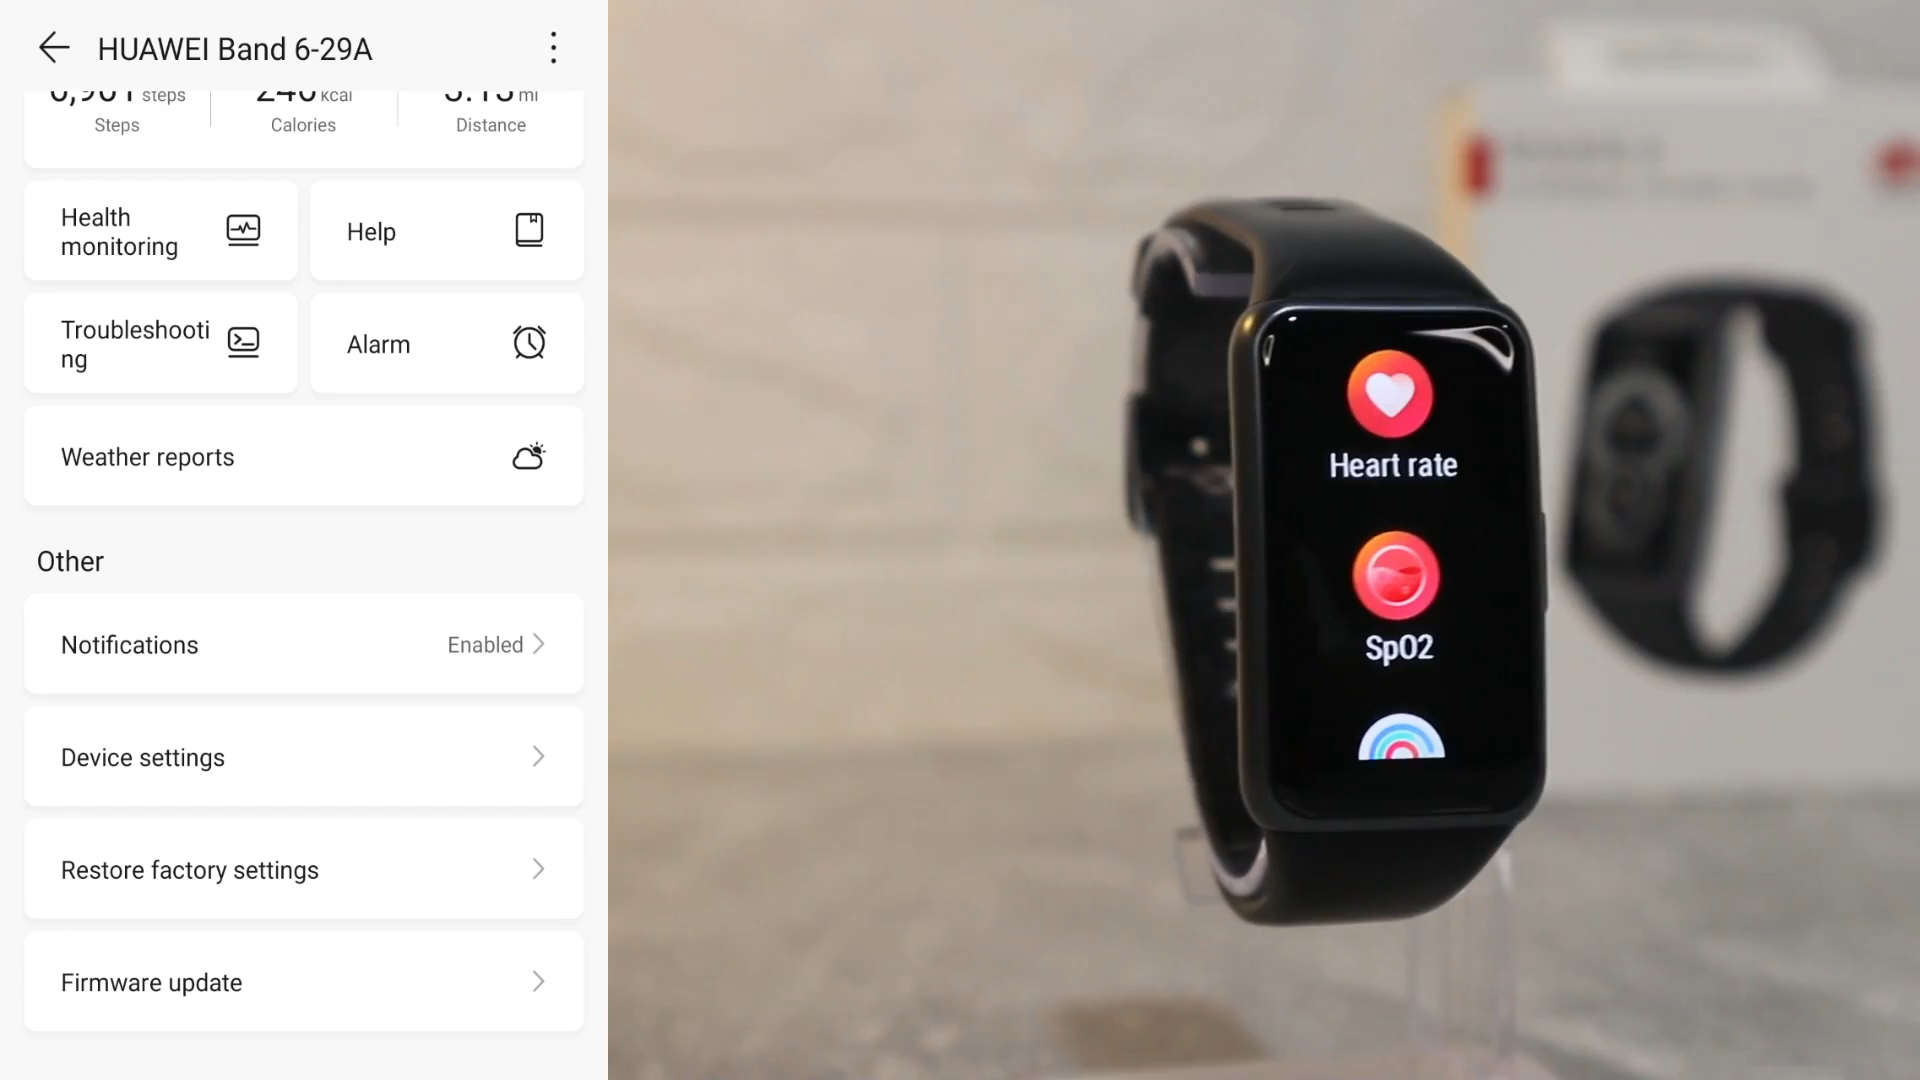 HUAWEI Band 6-29A
steps
kcal
mi
Steps
Calories
Distance
Health
monitoring
Help
Troubleshooti
ng
Alarm
Weather reports
Other
Notifications
Enabled
Device settings
Restore factory settings
Firmware update
Heart rate
SpO2